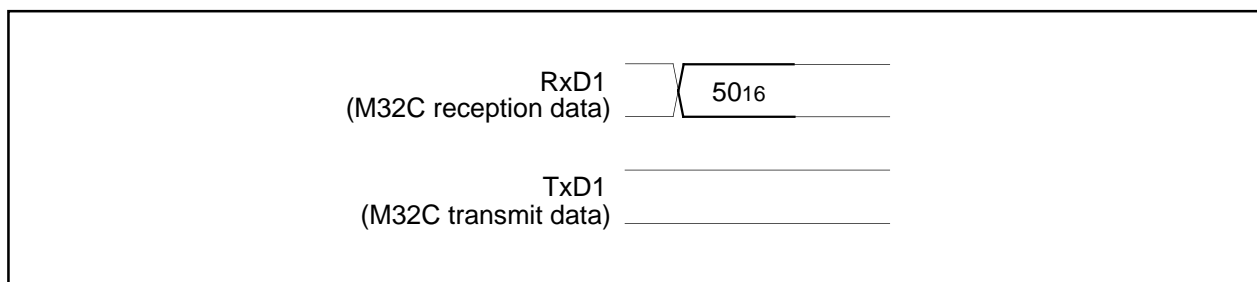 RxD1
(M32C reception data)
5016
TxD1
(M32C transmit data)